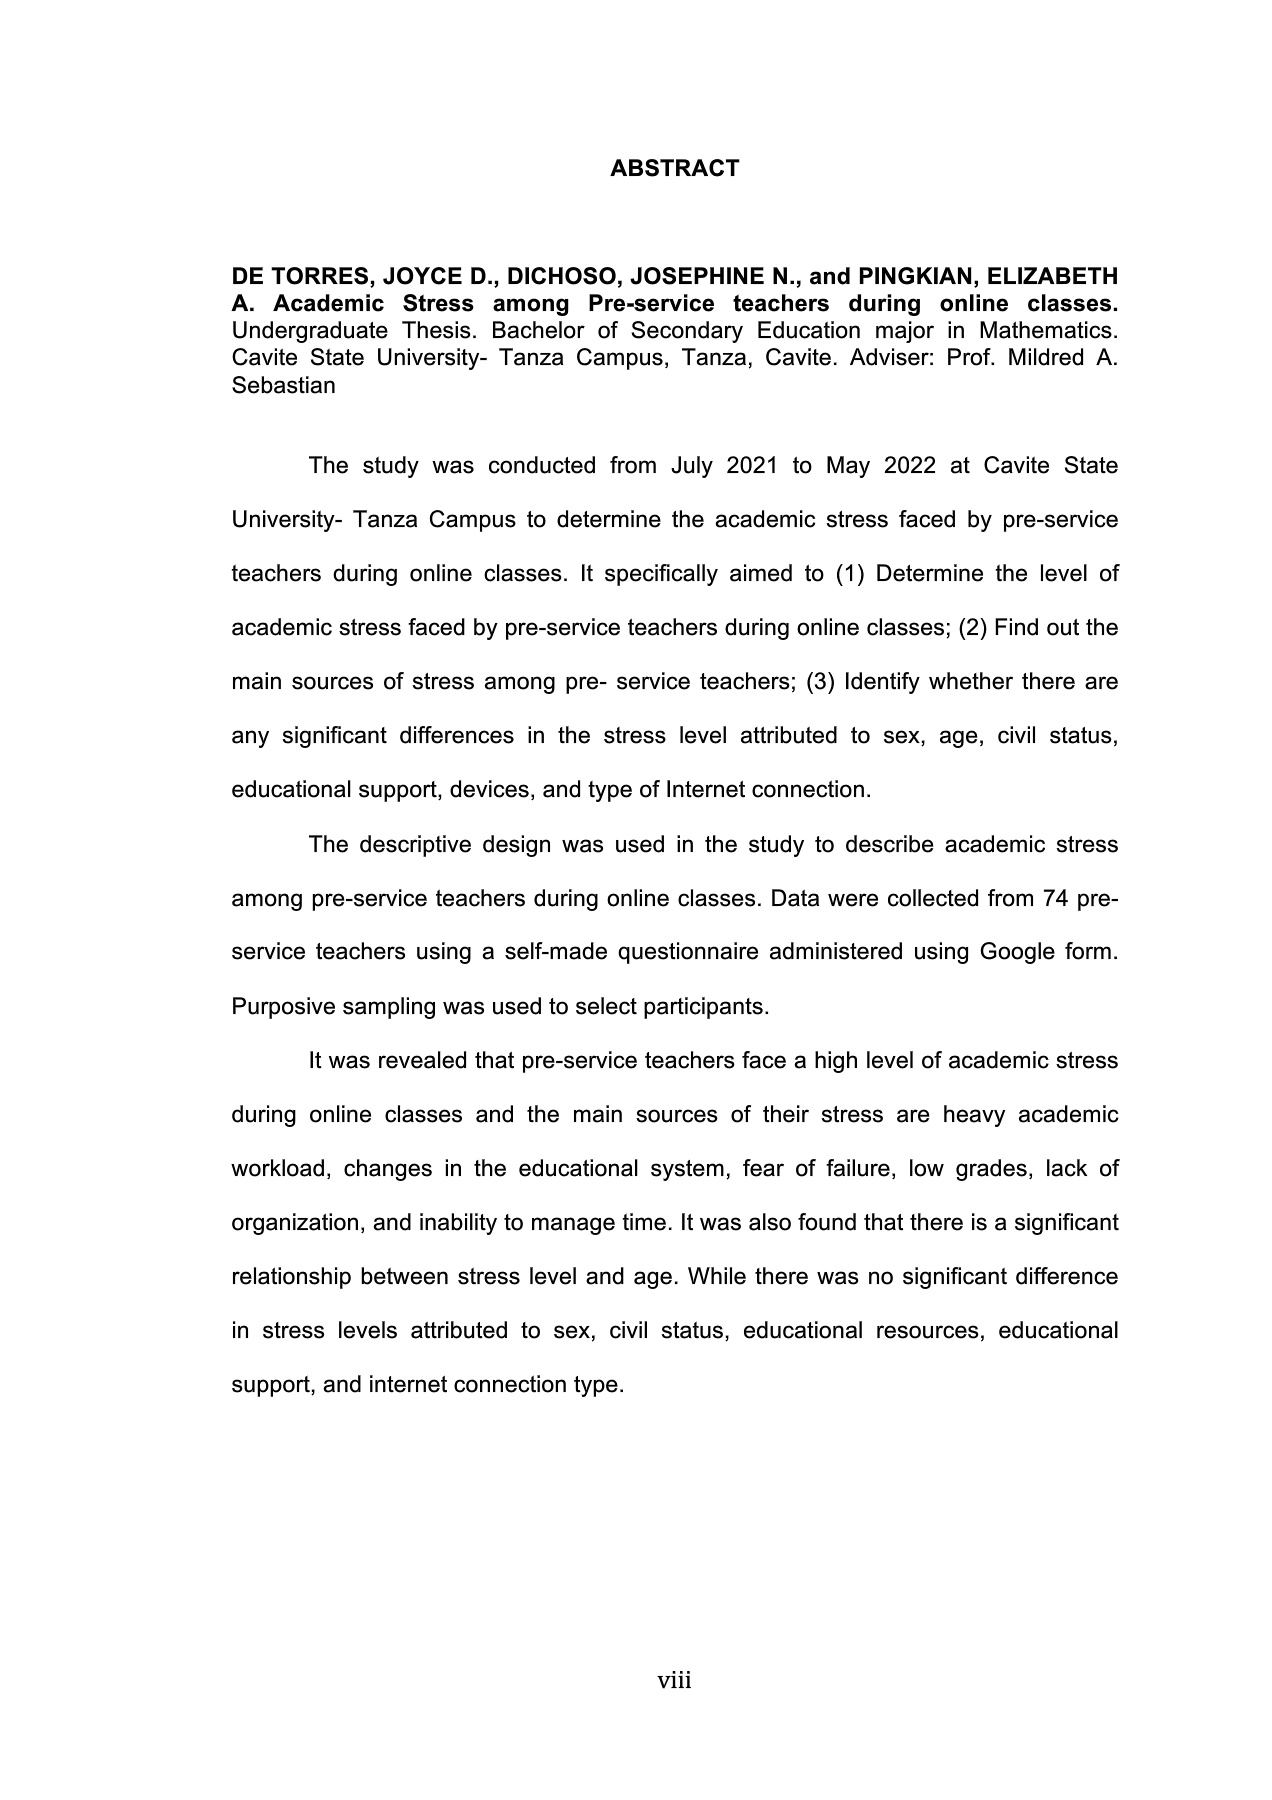 ABSTRACT
DE TORRES, JOYCE D., DICHOSO, JOSEPHINE N., and PINGKIAN, ELIZABETH
A. Academic Stress among Pre-service teachers during online classes.
Undergraduate Thesis. Bachelor of Secondary Education major in Mathematics.
Cavite State University- Tanza Campus, Tanza, Cavite. Adviser: Prof. Mildred A.
Sebastian
The study was conducted from July 2021 to May 2022 at Cavite State
University- Tanza Campus to determine the academic stress faced by pre-service
teachers during online classes. It specifically aimed to (1) Determine the level of
academic stress faced by pre-service teachers during online classes; (2) Find out the
main sources of stress among pre- service teachers; (3) Identify whether there are
any significant differences in the stress level attributed to sex, age, civil status,
educational support, devices, and type of Internet connection.
The descriptive design was used in the study to describe academic stress
among pre-service teachers during online classes. Data were collected from 74 pre-
service teachers using a self-made questionnaire administered using Google form.
Purposive sampling was used to select participants.
It was revealed that pre-service teachers face a high level of academic stress
during online classes and the main sources of their stress are heavy academic
workload, changes in the educational system, fear of failure, low grades, lack of
organization, and inability to manage time. It was also found that there is a significant
relationship between stress level and age. While there was no significant difference
in stress levels attributed to sex, civil status, educational resources, educational
support, and internet connection type.
viii